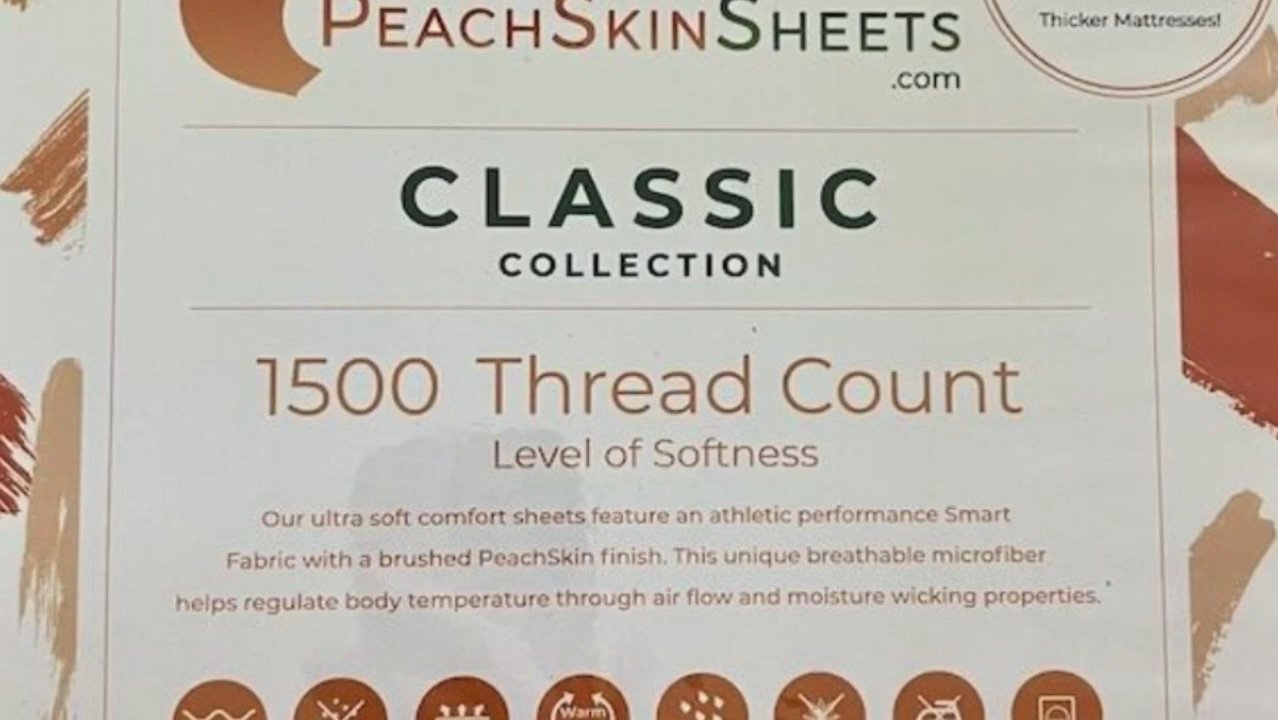 Thicker Mattresses!
PEACHSKINSHEETS
.com
CLASSIC
COLLECTION
1500 Thread Count
Level of Softness
Our ultra soft comfort sheets feature an athletic performance Smart
Fabric with a brushed PeachSkin finish. This unique breathable microfiber
helps regulate body temperature through air flow and moisture wicking properties.
Warm